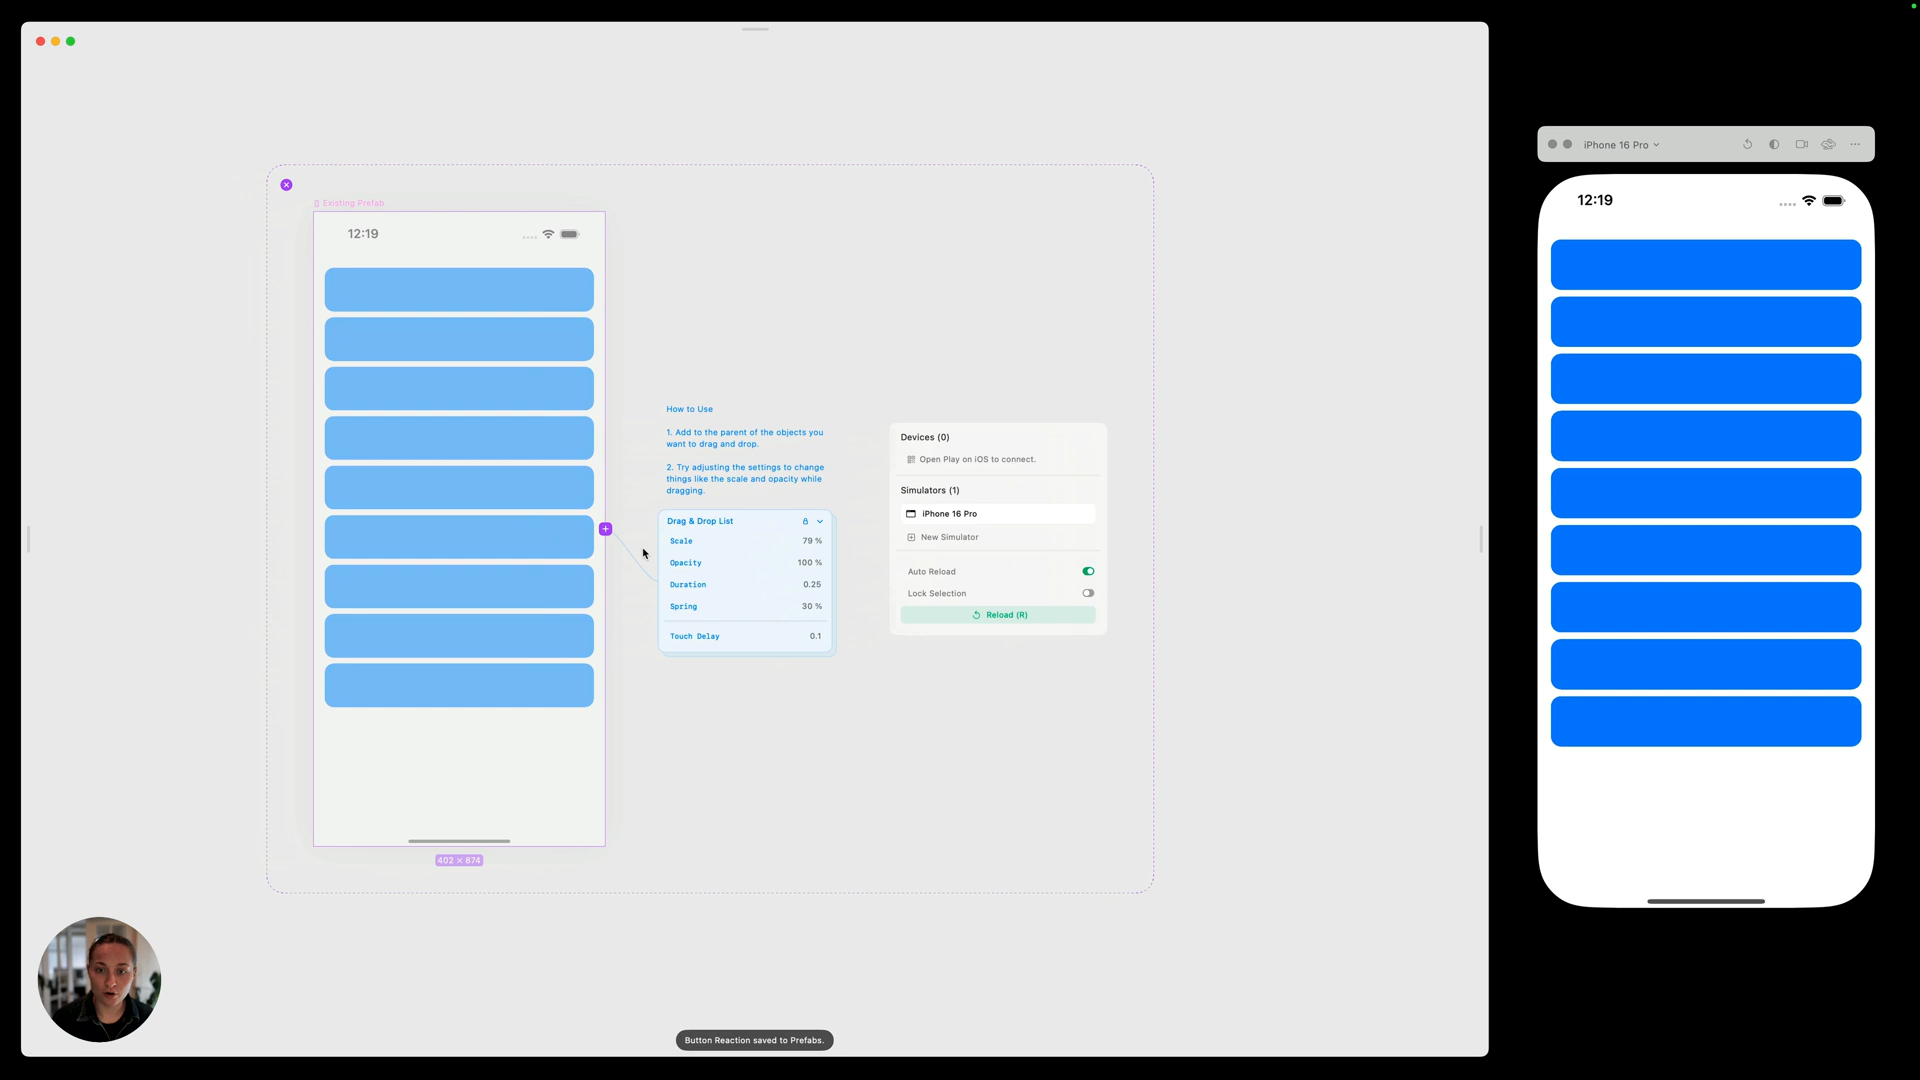 Existing Prefab
12:19
402 × 874
How to Use
1. Add to the parent of the objects you
want to drag and drop.
2. Try adjusting the settings to change
things like the scale and opacity while
dragging.
Drag & Drop List
Scale 79 %
Opacity 100 %
Duration 0.25
Spring 30 %
Touch Delay 0.1
Devices (0)
Open Play on iOS to connect.
Simulators (1)
iPhone 16 Pro
New Simulator
Auto Reload
Lock Selection
Reload (R)
Button Reaction saved to Prefabs.
iPhone 16 Pro
12:19